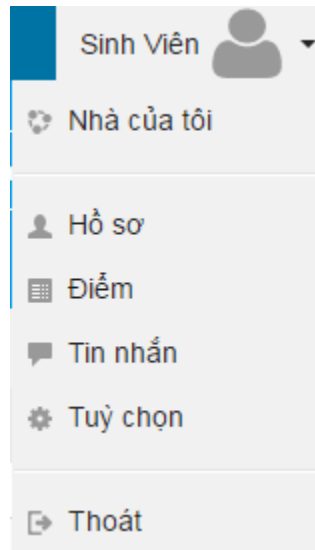 Sinh Viên
Nhà của tôi
Hồ sơ
Điểm
Tin nhắn
Tuỳ chọn
Thoát